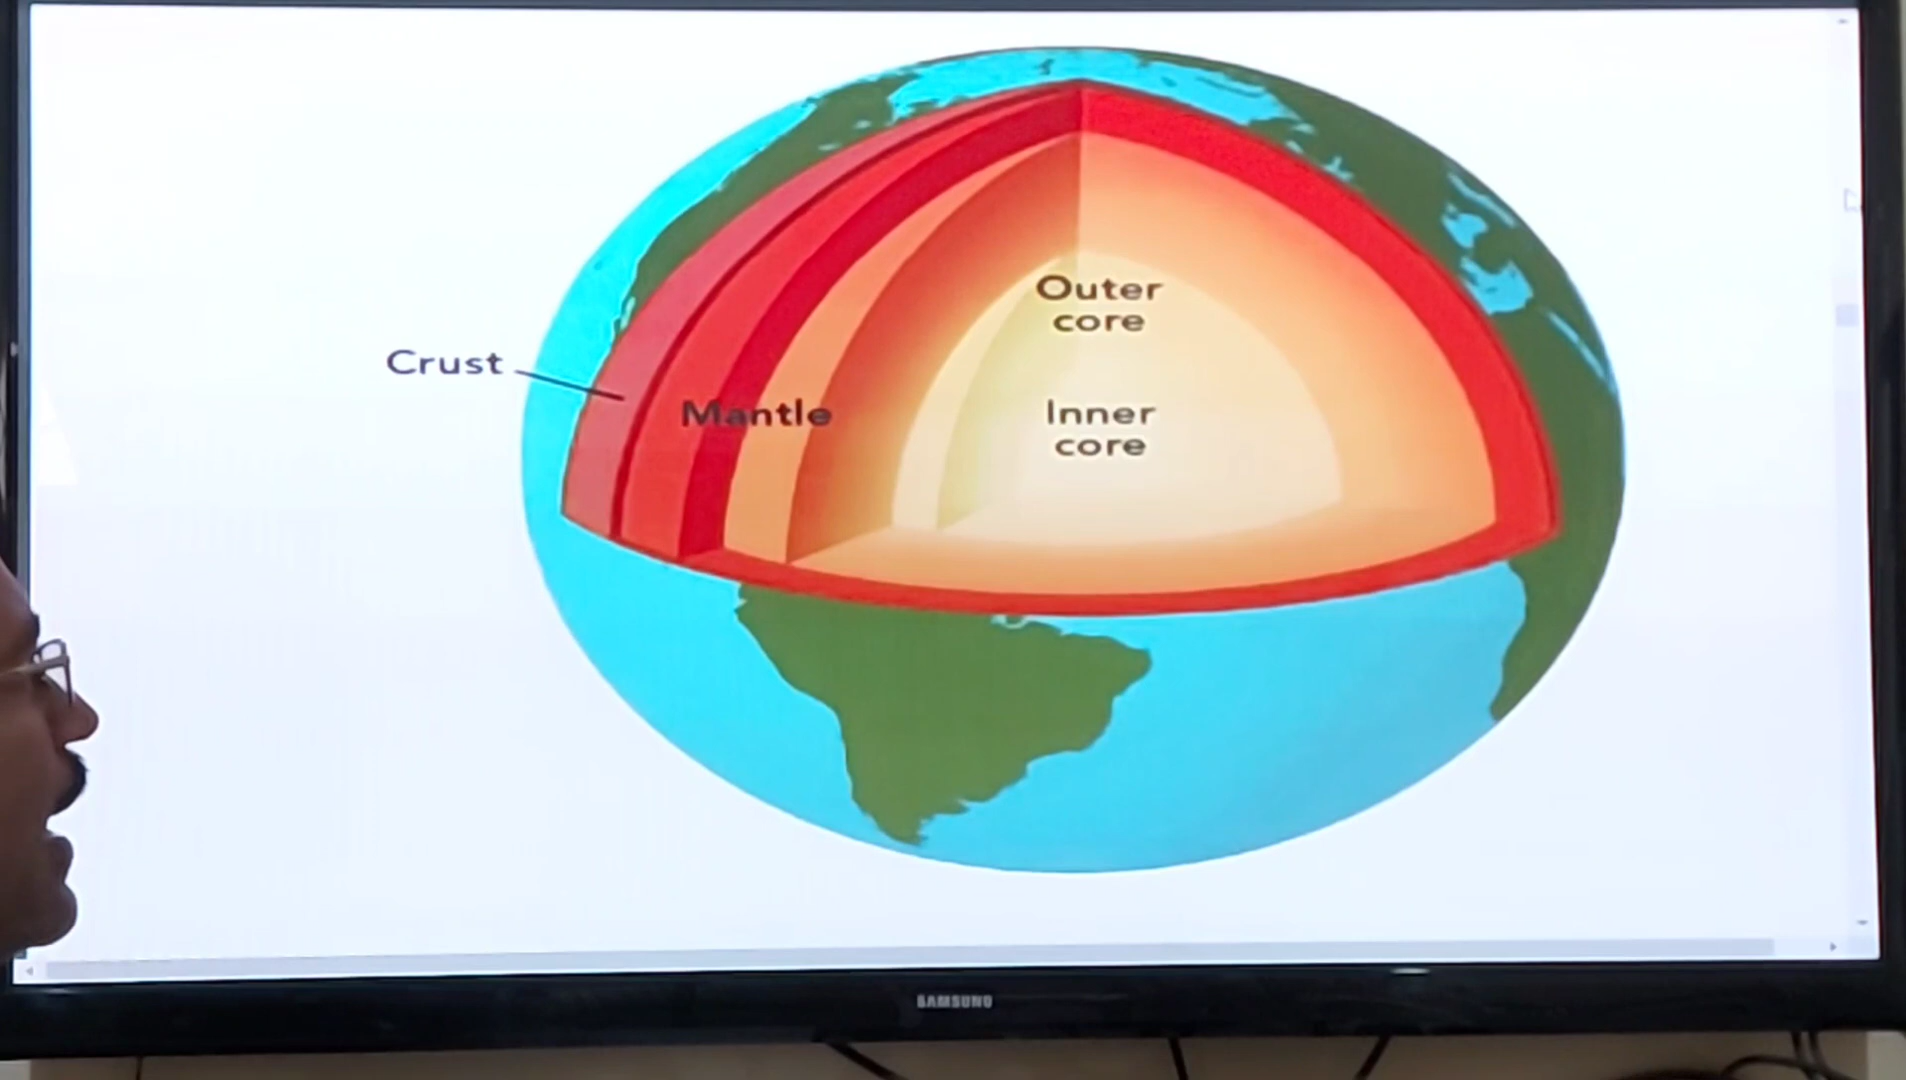 Outer
core
Crust
Mantle
Inner
core
SAMSUNG